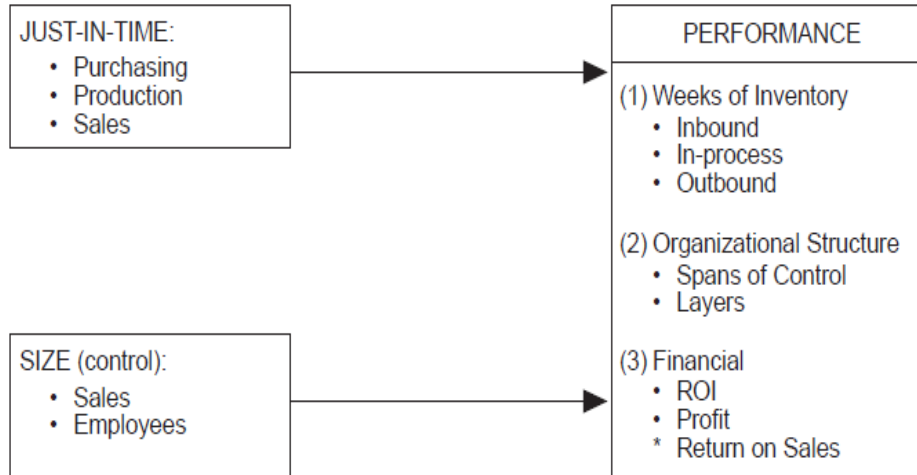 JUST-IN-TIME:
• Purchasing
• Production
• Sales
SIZE (control):
• Sales
• Employees
PERFORMANCE
(1) Weeks of Inventory
• Inbound
• In-process
• Outbound
(2) Organizational Structure
• Spans of Control
• Layers
(3) Financial
• ROI
• Profit
* Return on Sales